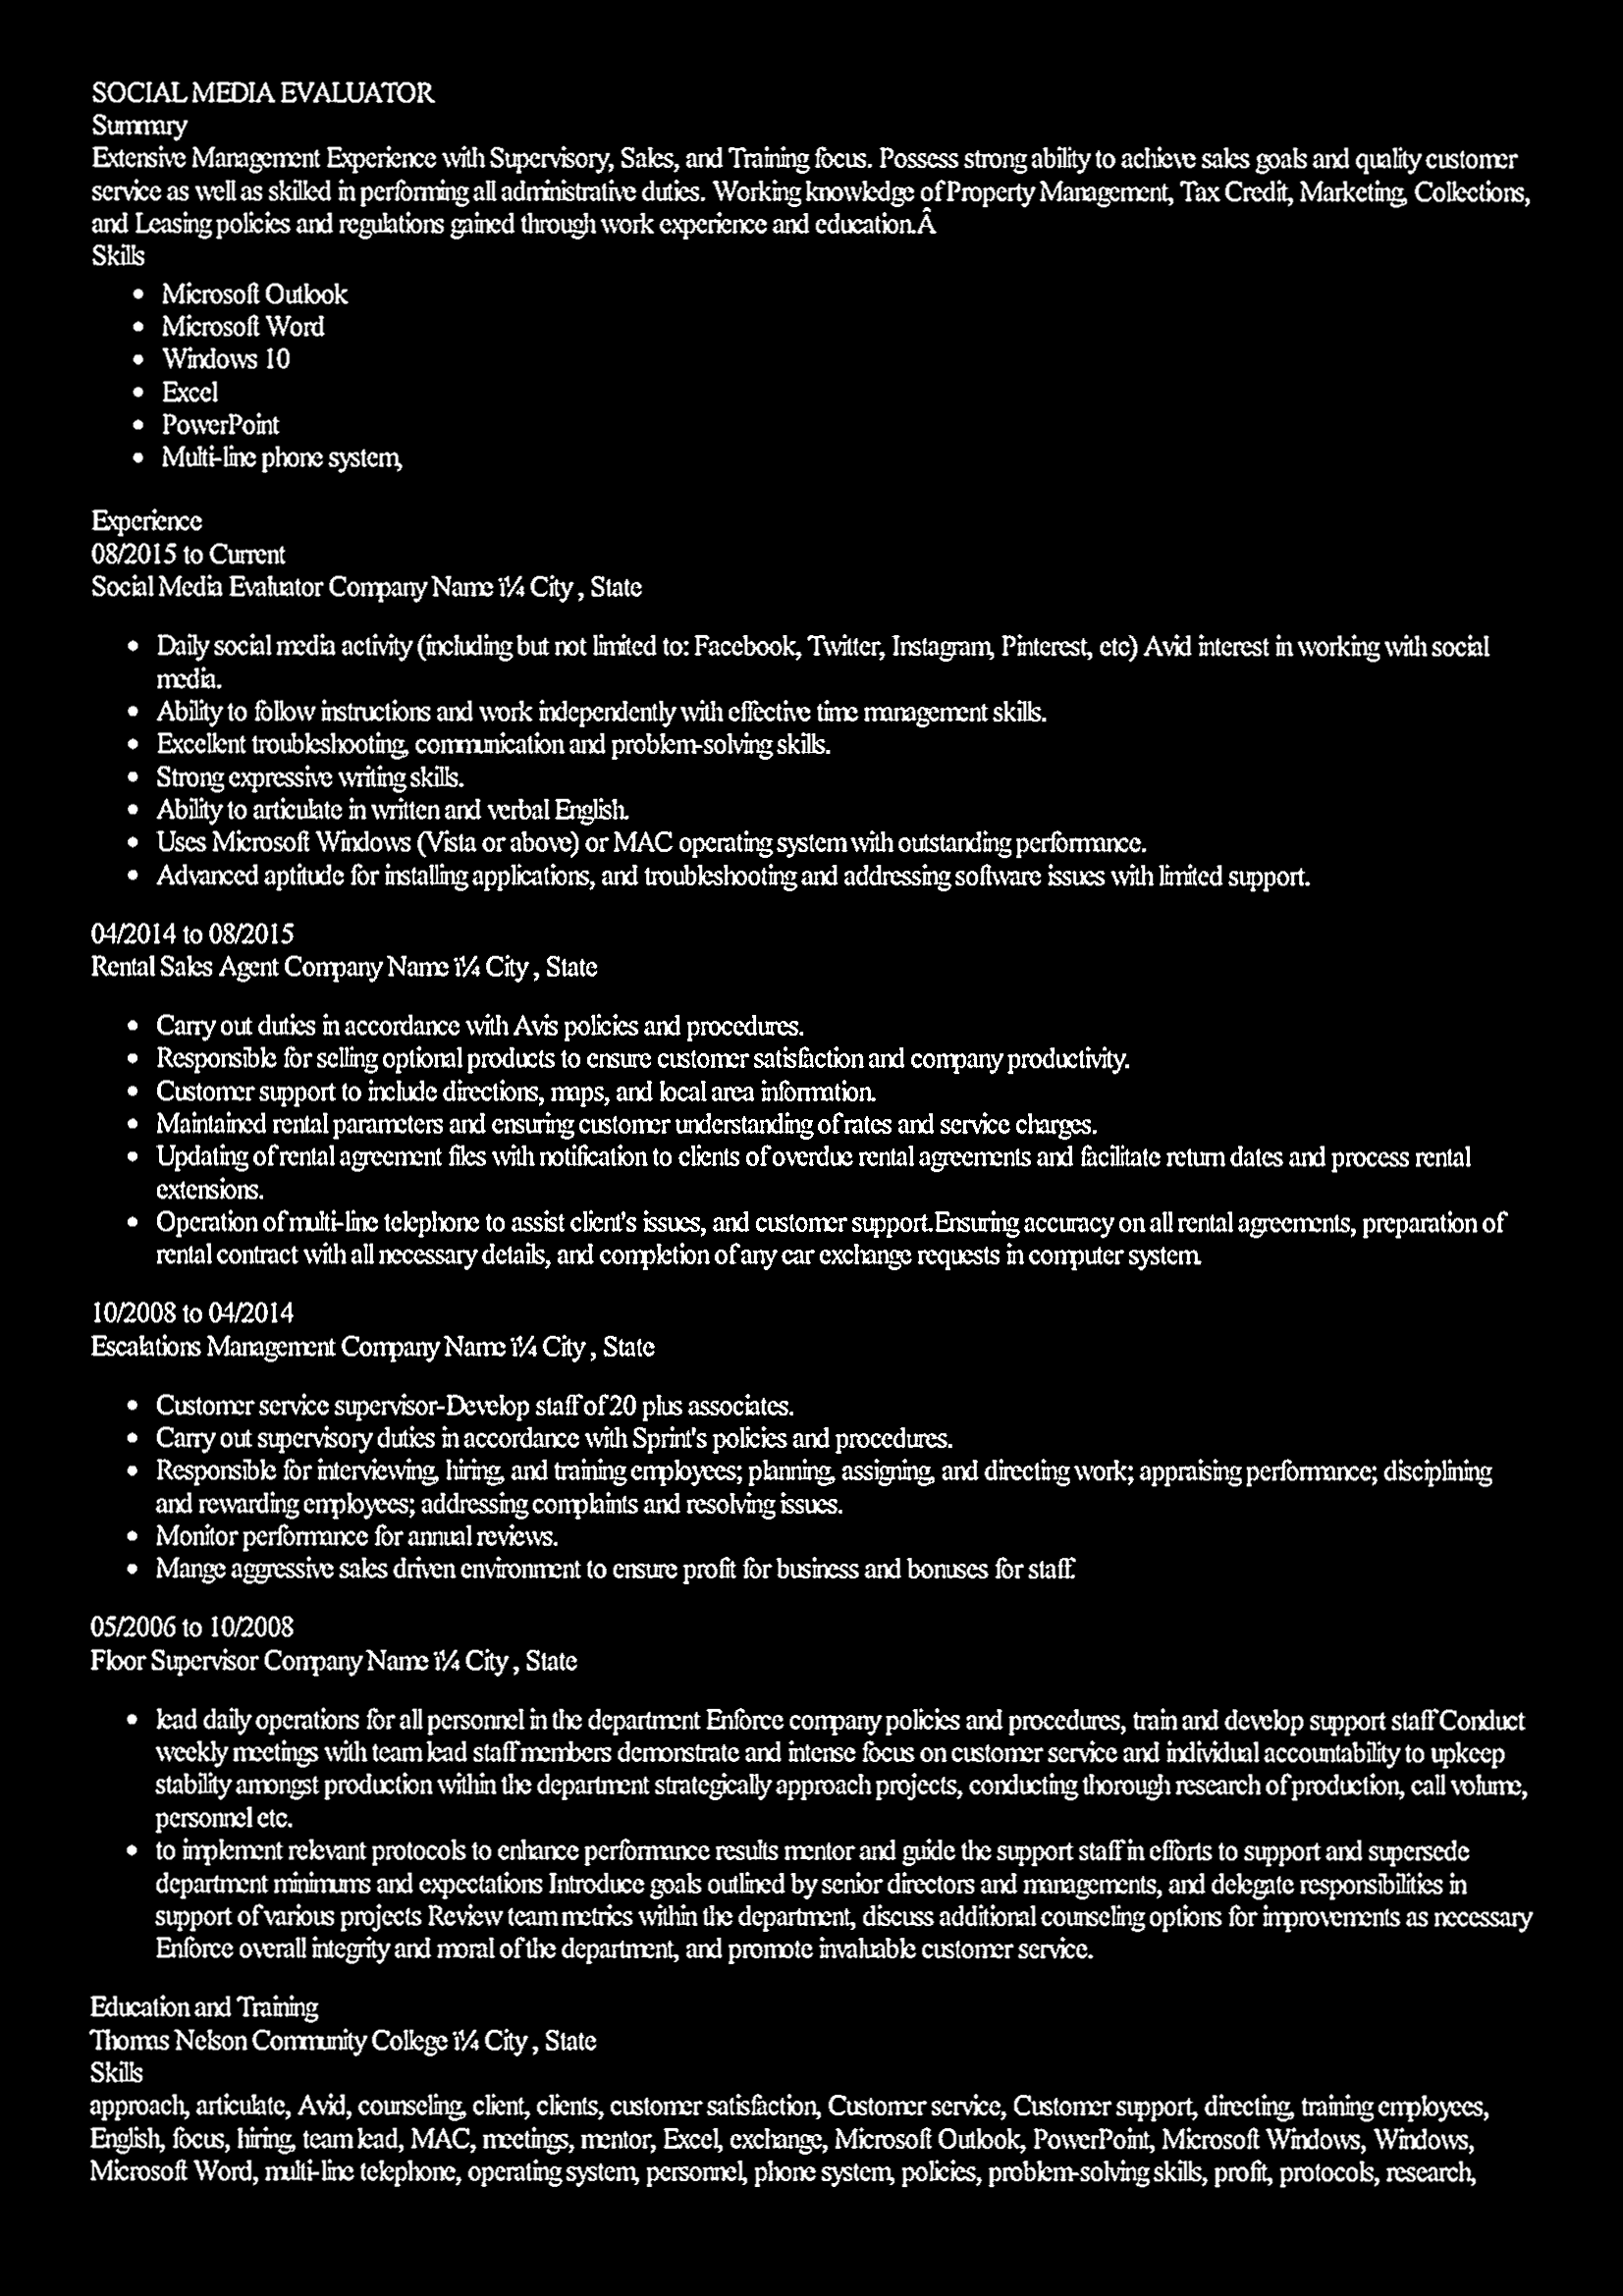 SOCIAL MEDIA EVALUATOR
Summary
Extensive Management Experience with Supervisory, Sales, and Training focus. Possess strong ability to achieve sales goals and quality customer
service as well as skilled in performing all administrative duties. Working knowledge of Property Management, Tax Credit, Marketing, Collections,
and Leasing policies and regulations gained through work experience and education.Â
Skills
• Microsoft Outlook
• Microsoft Word
• Windows 10
• Excel
• PowerPoint
• Multi-line phone system,
Experience
08/2015 to Current
Social Media Evaluator Company Name ï¼ City , State
• Daily social media activity (including but not limited to: Facebook, Twitter, Instagram, Pinterest, etc) Avid interest in working with social
media.
• Ability to follow instructions and work independently with effective time management skills.
• Excellent troubleshooting, communication and problem-solving skills.
• Strong expressive writing skills.
• Ability to articulate in written and verbal English.
• Uses Microsoft Windows (Vista or above) or MAC operating system with outstanding performance.
• Advanced aptitude for installing applications, and troubleshooting and addressing software issues with limited support.
04/2014 to 08/2015
Rental Sales Agent Company Name ï¼ City , State
• Carry out duties in accordance with Avis policies and procedures.
• Responsible for selling optional products to ensure customer satisfaction and company productivity.
• Customer support to include directions, maps, and local area information.
• Maintained rental parameters and ensuring customer understanding of rates and service charges.
• Updating of rental agreement files with notification to clients of overdue rental agreements and facilitate return dates and process rental
extensions.
• Operation of multi-line telephone to assist client's issues, and customer support.Ensuring accuracy on all rental agreements, preparation of
rental contract with all necessary details, and completion of any car exchange requests in computer system.
10/2008 to 04/2014
Escalations Management Company Name ï¼ City , State
• Customer service supervisor-Develop staff of 20 plus associates.
• Carry out supervisory duties in accordance with Sprint's policies and procedures.
• Responsible for interviewing, hiring, and training employees; planning, assigning, and directing work; appraising performance; disciplining
and rewarding employees; addressing complaints and resolving issues.
• Monitor performance for annual reviews.
• Mange aggressive sales driven environment to ensure profit for business and bonuses for staff.
05/2006 to 10/2008
Floor Supervisor Company Name ï¼ City , State
• lead daily operations for all personnel in the department Enforce company policies and procedures, train and develop support staff Conduct
weekly meetings with team lead staff members demonstrate and intense focus on customer service and individual accountability to upkeep
stability amongst production within the department strategically approach projects, conducting thorough research of production, call volume,
personnel etc.
• to implement relevant protocols to enhance performance results mentor and guide the support staff in efforts to support and supersede
department minimums and expectations Introduce goals outlined by senior directors and managements, and delegate responsibilities in
support of various projects Review team metrics within the department, discuss additional counseling options for improvements as necessary
Enforce overall integrity and moral of the department, and promote invaluable customer service.
Education and Training
Thomas Nelson Community College ï¼ City , State
Skills
approach, articulate, Avid, counseling, client, clients, customer satisfaction, Customer service, Customer support, directing, training employees,
English, focus, hiring, team lead, MAC, meetings, mentor, Excel, exchange, Microsoft Outlook, PowerPoint, Microsoft Windows, Windows,
Microsoft Word, multi-line telephone, operating system, personnel, phone system, policies, problem-solving skills, profit, protocols, research,